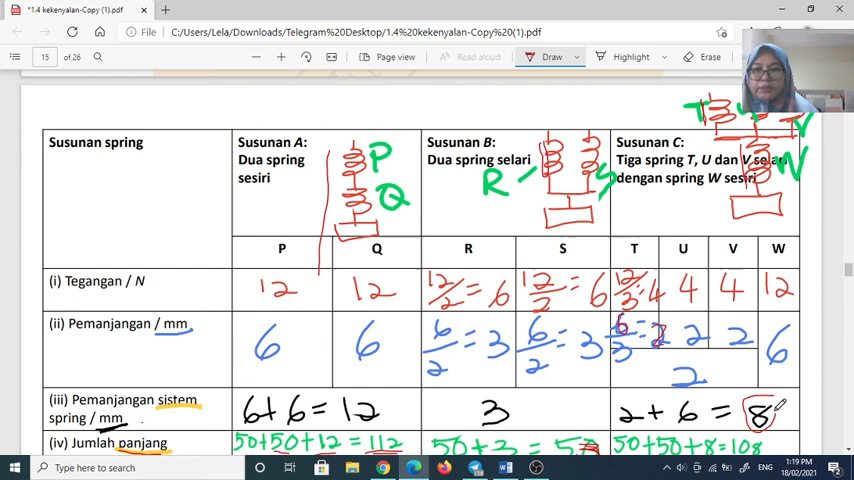 *1.4 kekenyalan-Copy (1).pdf
File | C:/Users/Lela/Downloads/Telegram%20Desktop/1.4%20kekenyalan-Copy%20(1).pdf
15 of 26 Page view Read aloud Draw Highlight Erase
T V
Susunan spring
Susunan A:
Dua spring
sesiri
P
Q
Susunan B:
Dua spring selari
R S
Susunan C:
Tiga spring T, U dan V selari
dengan spring W sesiri
W
P Q R S T U V W
(i) Tegangan / N 12 12 12/2 = 6 12/2 = 6 12/3 = 4 4 4 12
(ii) Pemanjangan / mm 6 6 6/2 = 3 6/2 = 3 6/3 = 2 2 2 6
2
(iii) Pemanjangan sistem
spring / mm 6+6 = 12 3 2 + 6 = 8
(iv) Jumlah panjang 50+50+12 = 112 50+3 = 50+50+8=108
Type here to search
ENG
1:19 PM
18/02/2021